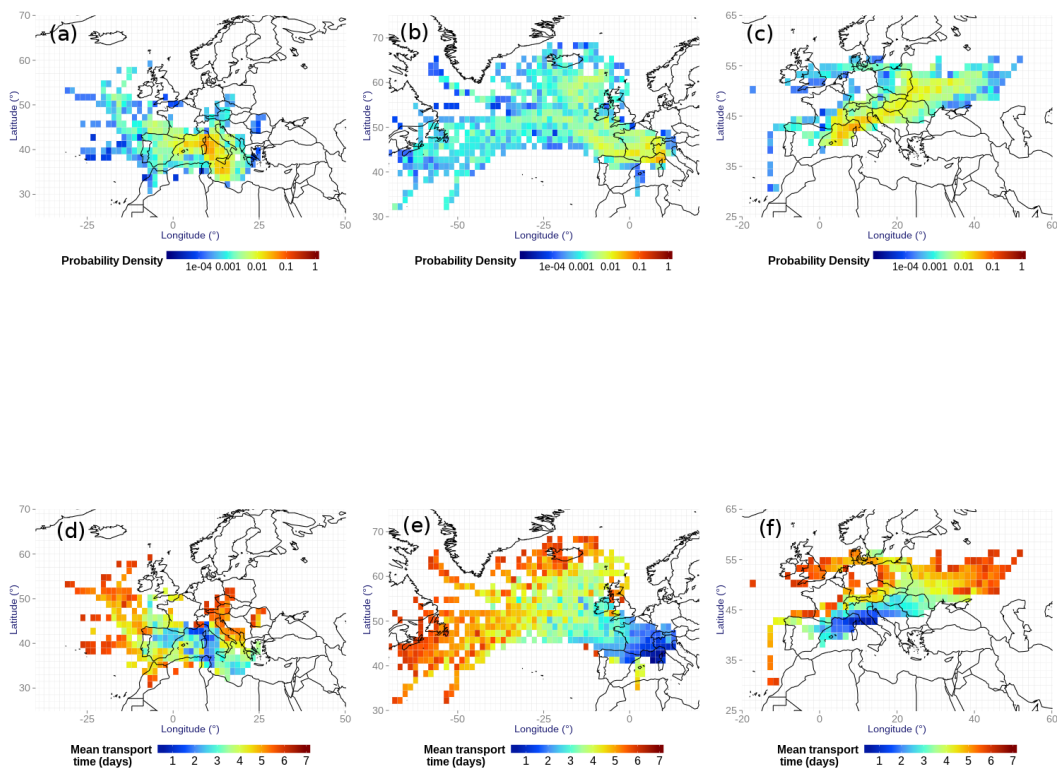 (a)
70
60
50
40
30
Latitude (°)
-25
0
25
50
Longitude (°)
Probability Density
1e-04 0.001 0.01 0.1 1
(b)
70
60
50
40
30
Latitude (°)
-50
-25
0
Longitude (°)
Probability Density
1e-04 0.001 0.01 0.1 1
(c)
65
55
45
35
25
Latitude (°)
-20
0
20
40
60
Longitude (°)
Probability Density
1e-04 0.001 0.01 0.1 1
(d)
70
60
50
40
30
Latitude (°)
-25
0
25
50
Longitude (°)
Mean transport
time (days)
1 2 3 4 5 6 7
(e)
70
60
50
40
30
Latitude (°)
-50
-25
0
Longitude (°)
Mean transport
time (days)
1 2 3 4 5 6 7
(f)
65
55
45
35
25
Latitude (°)
-20
0
20
40
60
Longitude (°)
Mean transport
time (days)
1 2 3 4 5 6 7